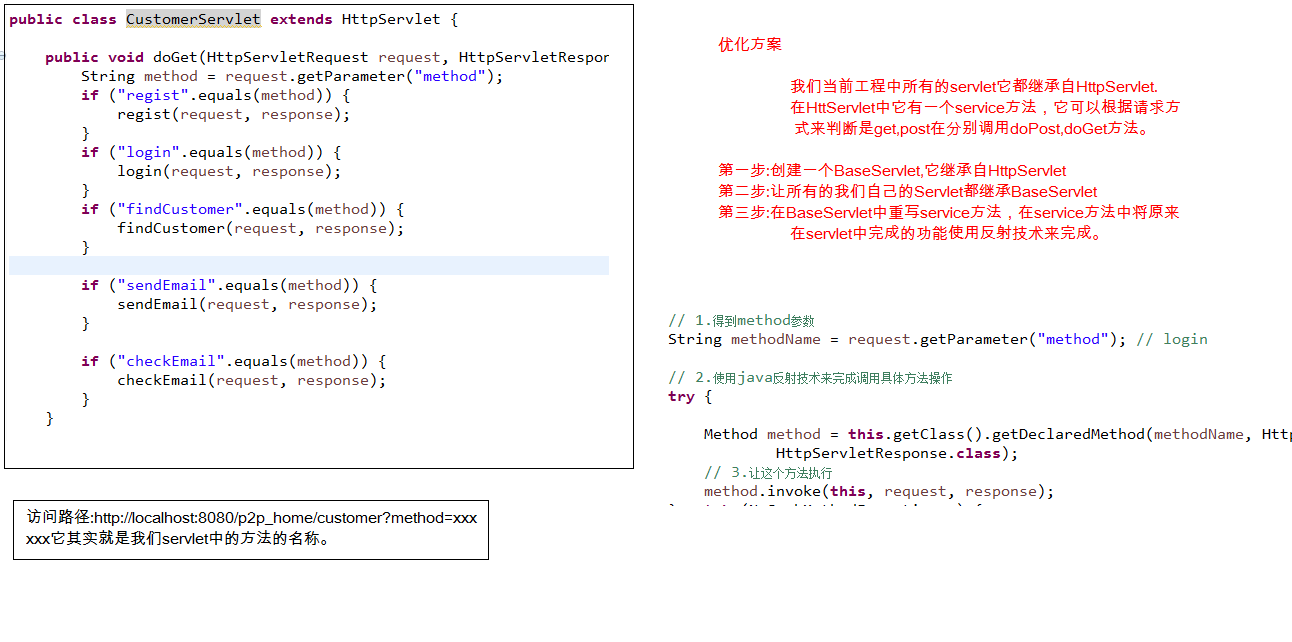 public class CustomerServlet extends HttpServlet {
public void doGet(HttpServletRequest request, HttpServletRespor
String method = request.getParameter("method");
if ("regist".equals(method)) {
regist(request, response);
}
if ("login".equals(method)) {
login(request, response);
}
if ("findCustomer".equals(method)) {
findCustomer(request, response);
}
if ("sendEmail".equals(method)) {
sendEmail(request, response);
}
if ("checkEmail".equals(method)) {
checkEmail(request, response);
}
}
访问路径:http://localhost:8080/p2p_home/customer?method=xxx
xxx它其实就是我们servlet中的方法的名称。
优化方案
我们当前工程中所有的servlet它都继承自HttpServlet.
在HttServlet中它有一个service方法，它可以根据请求方
式来判断是get,post在分别调用doPost,doGet方法。
第一步:创建一个BaseServlet,它继承自HttpServlet
第二步:让所有的我们自己的Servlet都继承BaseServlet
第三步:在BaseServlet中重写service方法，在service方法中将原来
在servlet中完成的功能使用反射技术来完成。
// 1.得到method参数
String methodName = request.getParameter("method"); // login
// 2.使用java反射技术来完成调用具体方法操作
try {
Method method = this.getClass().getDeclaredMethod(methodName, Http
HttpServletResponse.class);
// 3.让这个方法执行
method.invoke(this, request, response);